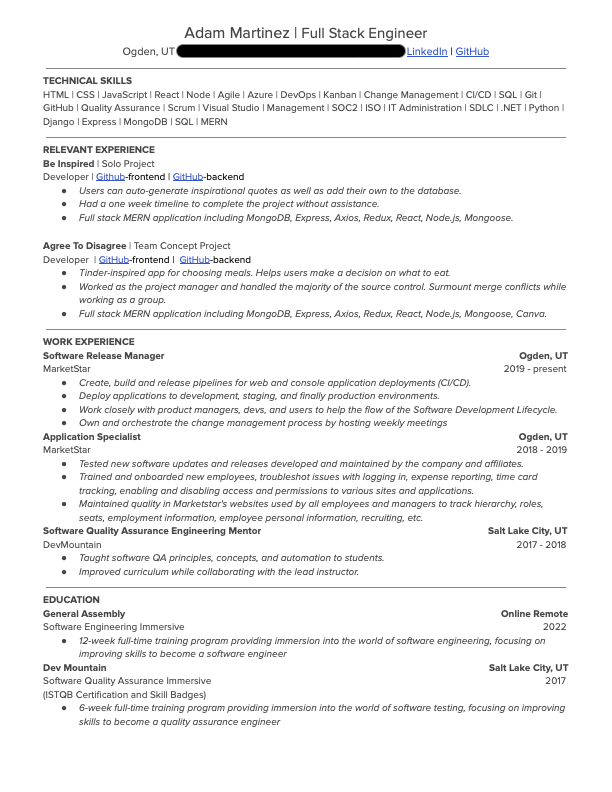 Adam Martinez | Full Stack Engineer
Ogden, UT LinkedIn | GitHub
TECHNICAL SKILLS
HTML | CSS | JavaScript | React | Node | Agile | Azure | DevOps | Kanban | Change Management | CI/CD | SQL | Git |
GitHub | Quality Assurance | Scrum | Visual Studio | Management | SOC2 | ISO | IT Administration | SDLC | .NET | Python |
Django | Express | MongoDB | SQL | MERN
RELEVANT EXPERIENCE
Be Inspired | Solo Project
Developer | Github-frontend | GitHub-backend
● Users can auto-generate inspirational quotes as well as add their own to the database.
● Had a one week timeline to complete the project without assistance.
● Full stack MERN application including MongoDB, Express, Axios, Redux, React, Node.js, Mongoose.
Agree To Disagree | Team Concept Project
Developer | GitHub-frontend | GitHub-backend
● Tinder-inspired app for choosing meals. Helps users make a decision on what to eat.
● Worked as the project manager and handled the majority of the source control. Surmount merge conflicts while
working as a group.
● Full stack MERN application including MongoDB, Express, Axios, Redux, React, Node.js, Mongoose, Canva.
WORK EXPERIENCE
Software Release Manager Ogden, UT
MarketStar 2019 - present
● Create, build and release pipelines for web and console application deployments (CI/CD).
● Deploy applications to development, staging, and finally production environments.
● Work closely with product managers, devs, and users to help the flow of the Software Development Lifecycle.
● Own and orchestrate the change management process by hosting weekly meetings
Application Specialist Ogden, UT
MarketStar 2018 - 2019
● Tested new software updates and releases developed and maintained by the company and affiliates.
● Trained and onboarded new employees, troubleshot issues with logging in, expense reporting, time card
tracking, enabling and disabling access and permissions to various sites and applications.
● Maintained quality in Marketstar's websites used by all employees and managers to track hierarchy, roles,
seats, employment information, employee personal information, recruiting, etc.
Software Quality Assurance Engineering Mentor Salt Lake City, UT
DevMountain 2017 - 2018
● Taught software QA principles, concepts, and automation to students.
● Improved curriculum while collaborating with the lead instructor.
EDUCATION
General Assembly Online Remote
Software Engineering Immersive 2022
● 12-week full-time training program providing immersion into the world of software engineering, focusing on
improving skills to become a software engineer
Dev Mountain Salt Lake City, UT
Software Quality Assurance Immersive 2017
(ISTQB Certification and Skill Badges)
● 6-week full-time training program providing immersion into the world of software testing, focusing on improving
skills to become a quality assurance engineer